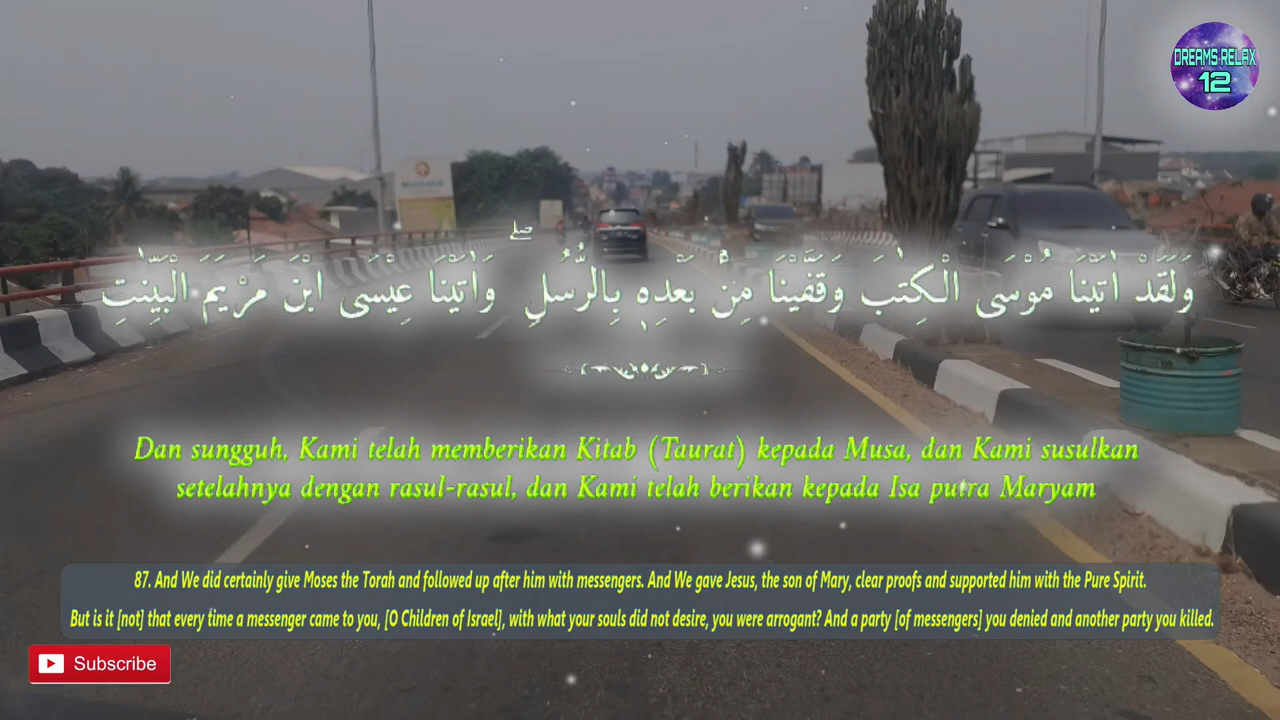 DREAMS RELAX
12
وَلَقَدْ اٰتَيْنَا مُوْسَى الْكِتٰبَ وَقَفَّيْنَا مِنْۢ بَعْدِهٖ بِالرُّسُلِ ۖ وَاٰتَيْنَا عِيْسَى ابْنَ مَرْيَمَ الْبَيِّنٰتِ
Dan sungguh, Kami telah memberikan Kitab (Taurat) kepada Musa, dan Kami susulkan
setelahnya dengan rasul-rasul, dan Kami telah berikan kepada Isa putra Maryam
87. And We did certainly give Moses the Torah and followed up after him with messengers. And We gave Jesus, the son of Mary, clear proofs and supported him with the Pure Spirit.
But is it [not] that every time a messenger came to you, [O Children of Israel], with what your souls did not desire, you were arrogant? And a party [of messengers] you denied and another party you killed.
Subscribe